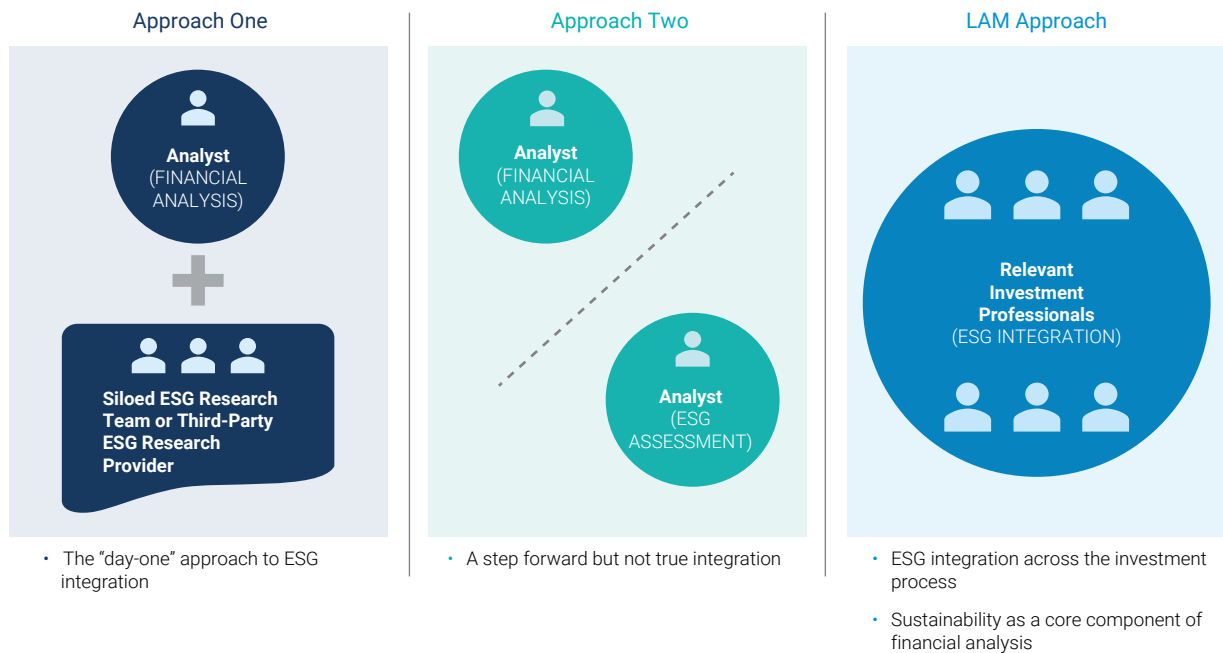 Approach One
Analyst
(FINANCIAL
ANALYSIS)
Siloed ESG Research
Team or Third-Party
ESG Research
Provider
• The “day-one” approach to ESG
integration
Approach Two
Analyst
(FINANCIAL
ANALYSIS)
Analyst
(ESG
ASSESSMENT)
• A step forward but not true integration
LAM Approach
Relevant
Investment
Professionals
(ESG INTEGRATION)
• ESG integration across the investment
process
• Sustainability as a core component of
financial analysis